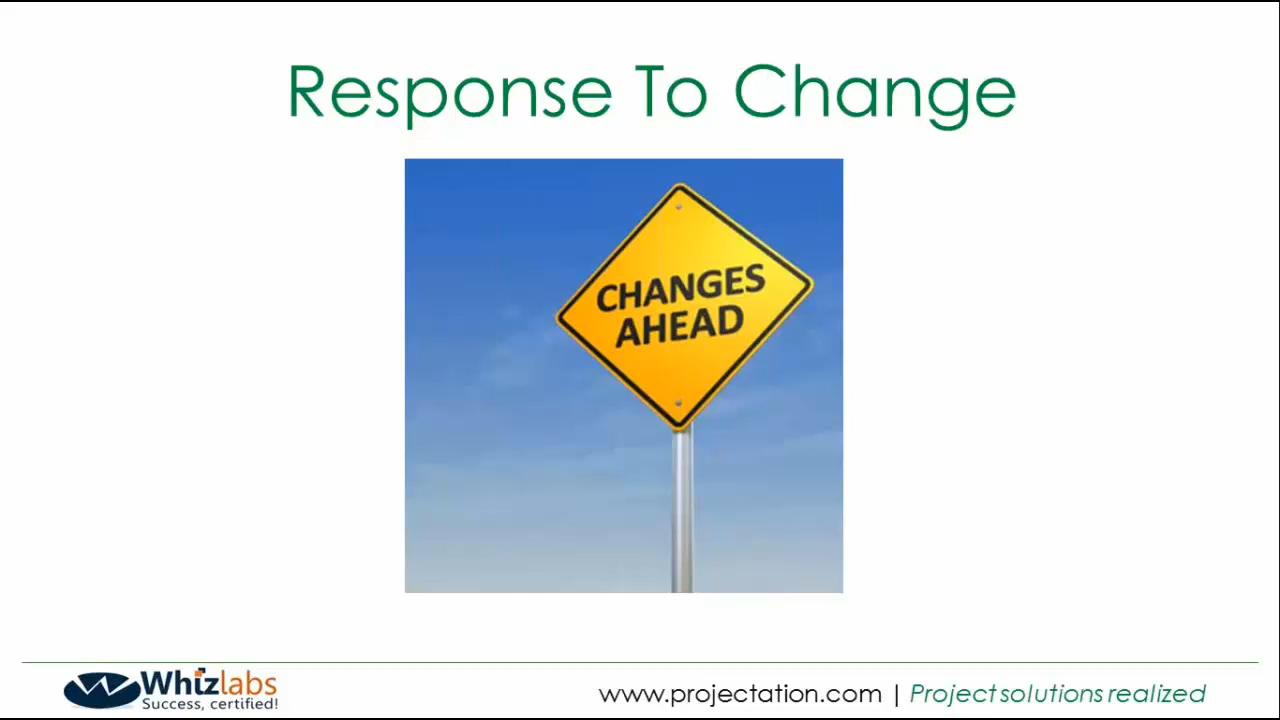 Response To Change
CHANGES
AHEAD
Whizlabs
Success, certified!
www.projectation.com | Project solutions realized